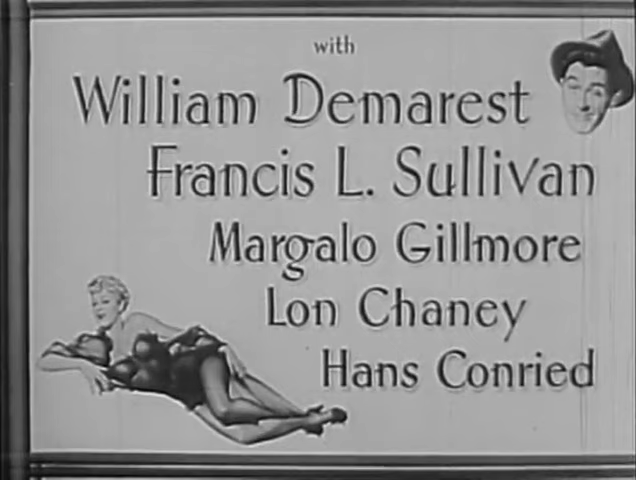 with
William Demarest
Francis L. Sullivan
Margalo Gillmore
Lon Chaney
Hans Conried